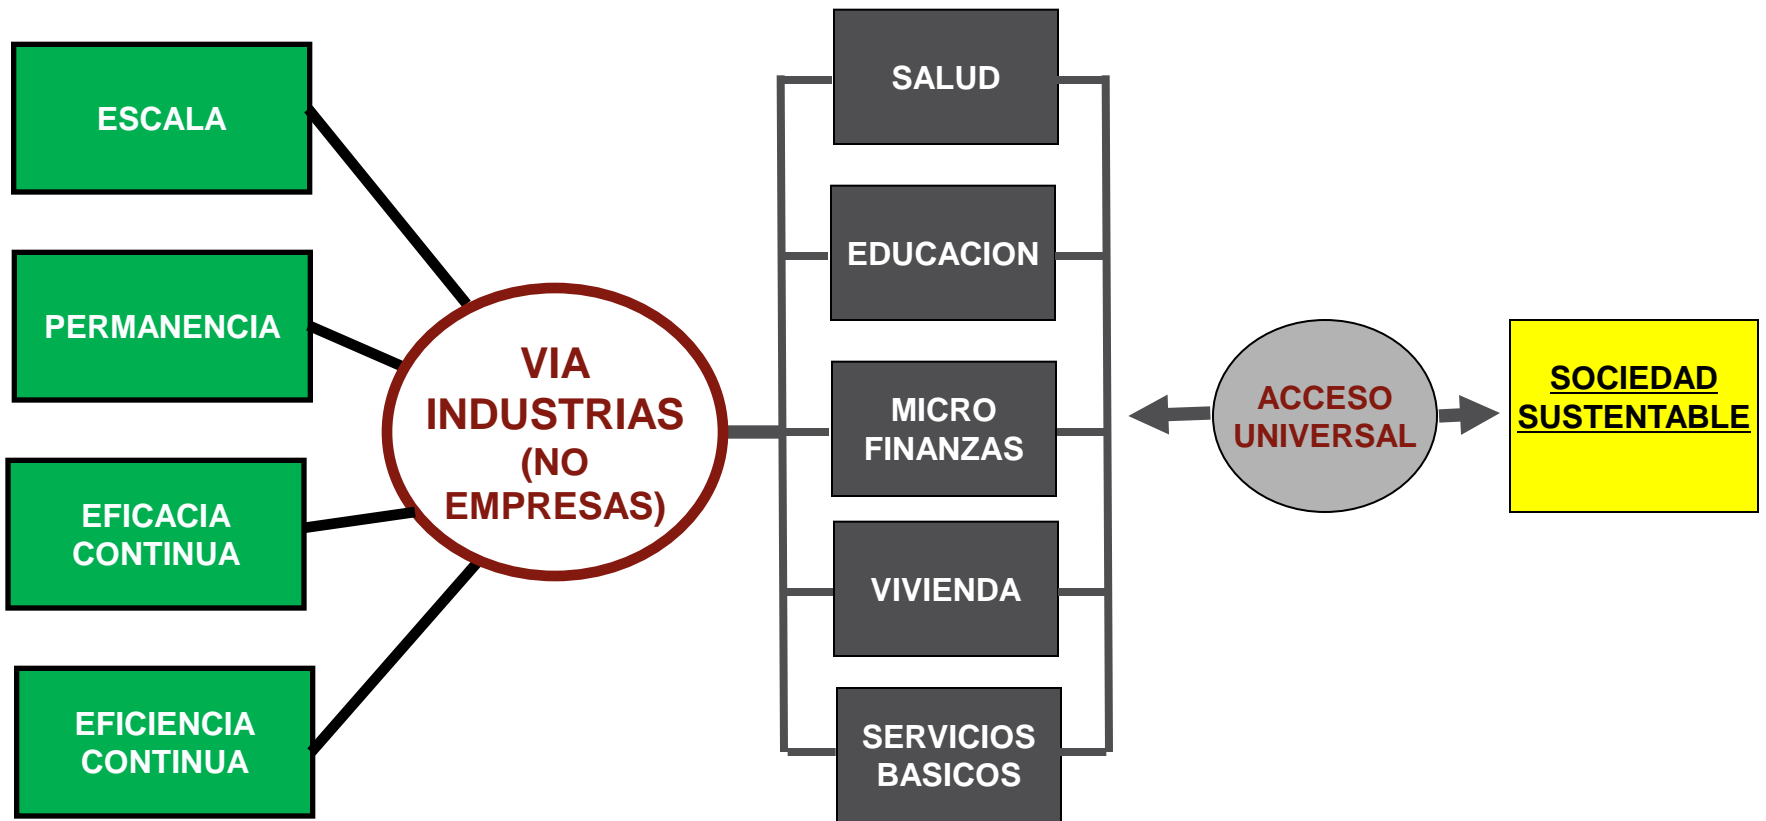 ESCALA
PERMANENCIA
EFICACIA
CONTINUA
EFICIENCIA
CONTINUA
VIA
INDUSTRIAS
(NO
EMPRESAS)
SALUD
EDUCACION
MICRO
FINANZAS
VIVIENDA
SERVICIOS
BASICOS
ACCESO
UNIVERSAL
SOCIEDAD
SUSTENTABLE